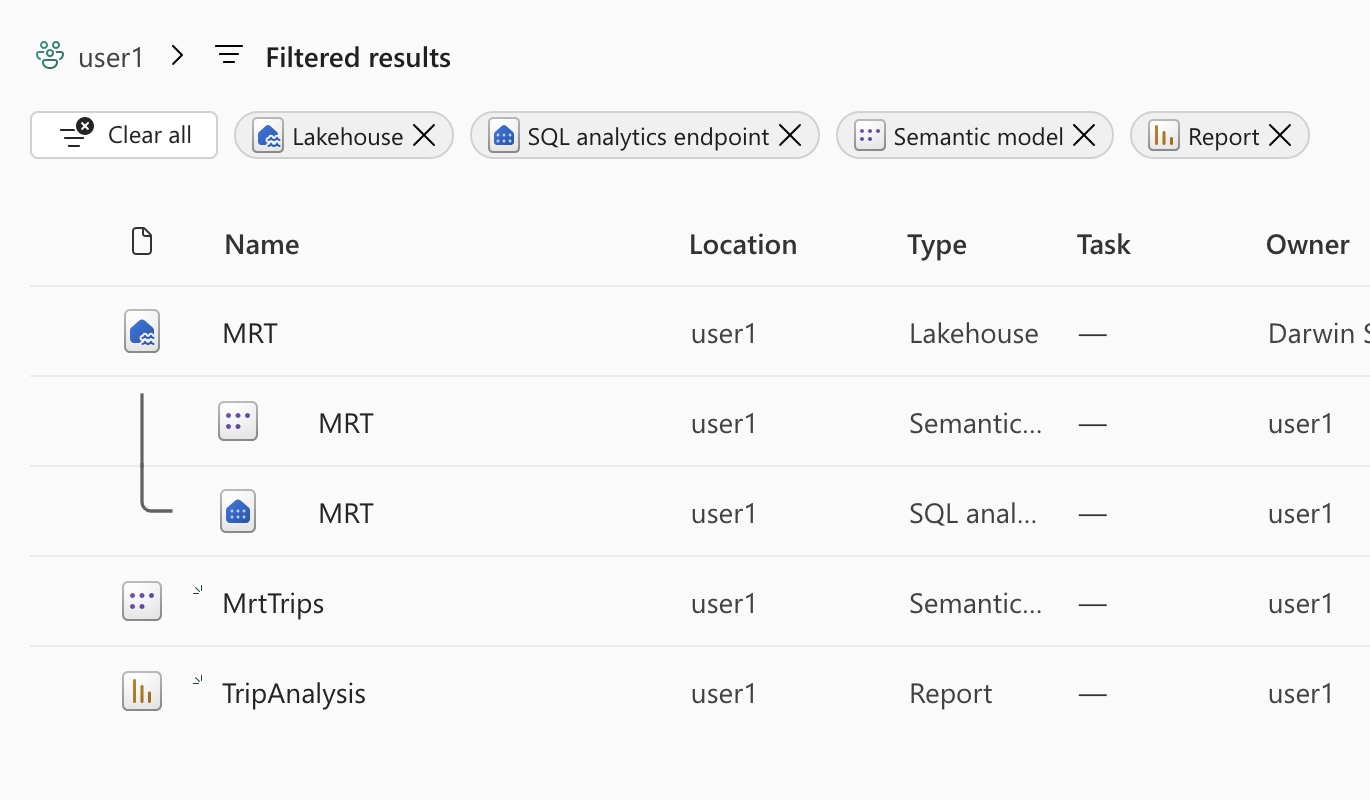 user1 > Filtered results
Clear all Lakehouse SQL analytics endpoint Semantic model Report
Name Location Type Task Owner
MRT user1 Lakehouse — Darwin S
MRT user1 Semantic... — user1
MRT user1 SQL anal... — user1
MrtTrips user1 Semantic... — user1
TripAnalysis user1 Report — user1